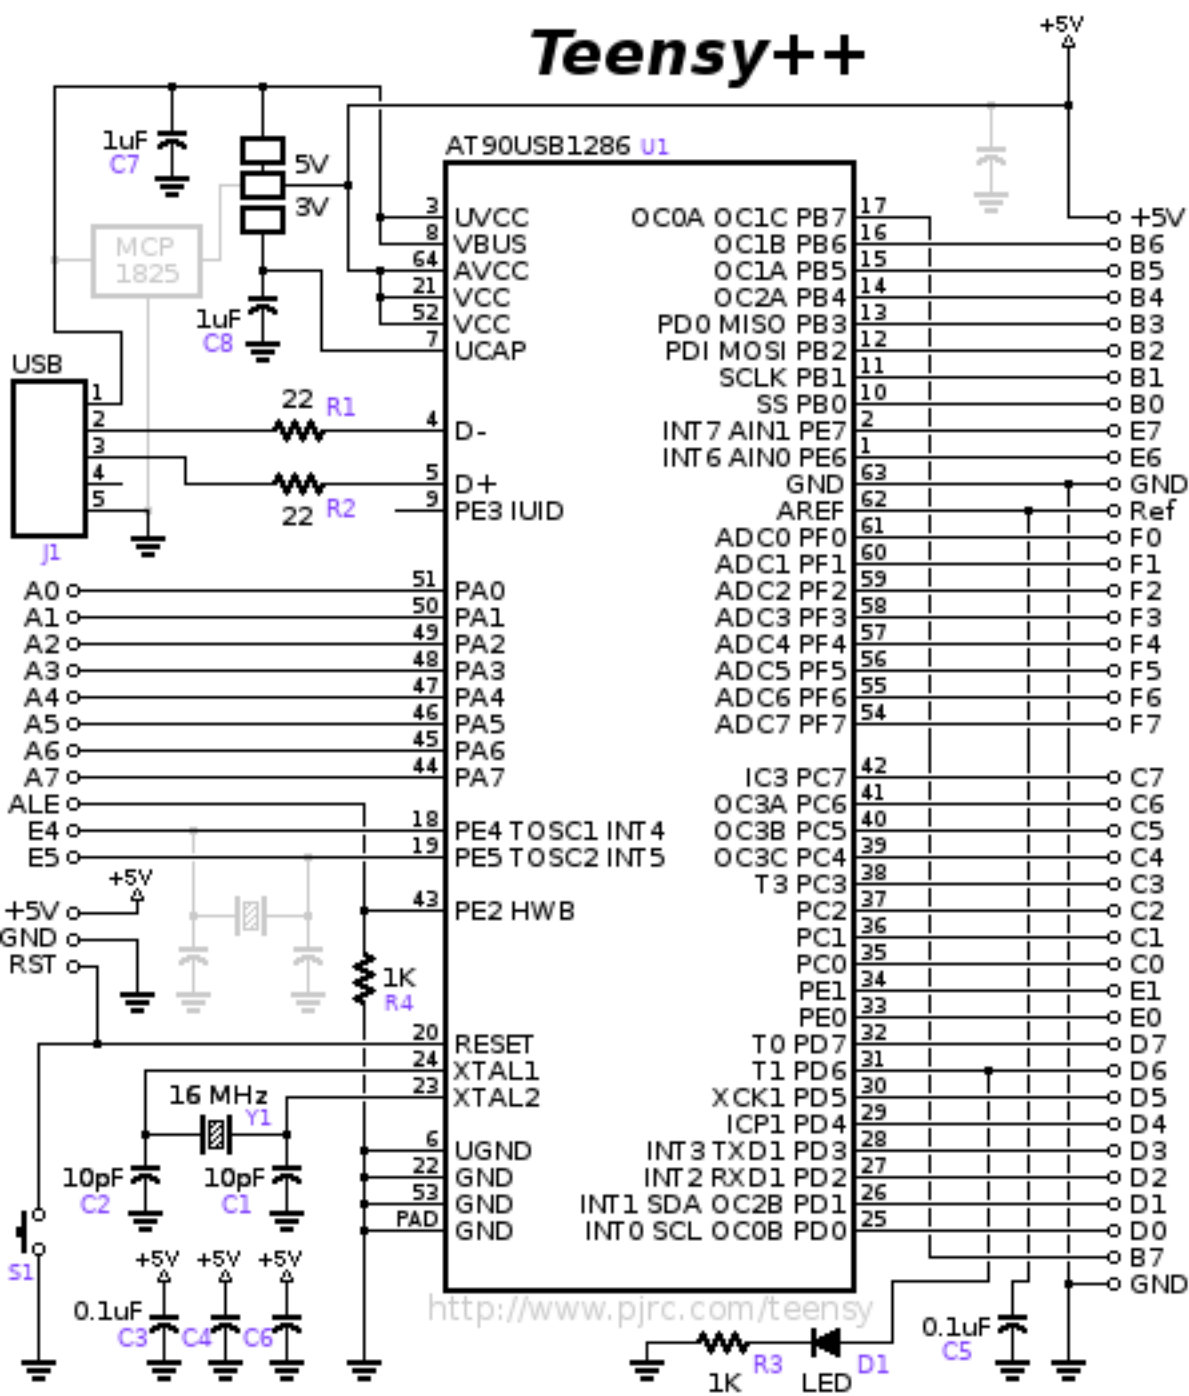 Teensy++
+5V
1uF
C7
5V
3V
MCP
1825
1uF
C8
USB
1
2
3
4
5
J1
22 R1
22 R2
AT90USB1286 U1
3 UVCC
8 VBUS
64 AVCC
21 VCC
52 VCC
7 UCAP
4 D-
5 D+
9 PE3 IUID
A0 51 PA0
A1 50 PA1
A2 49 PA2
A3 48 PA3
A4 47 PA4
A5 46 PA5
A6 45 PA6
A7 44 PA7
ALE
E4 18 PE4 TOSC1 INT4
E5 19 PE5 TOSC2 INT5
+5V
+5V
GND
RST
43 PE2 HWB
1K
R4
20 RESET
24 XTAL1
23 XTAL2
16 MHz
Y1
10pF
C2
10pF
C1
6 UGND
22 GND
53 GND
PAD GND
S1
+5V +5V +5V
0.1uF
C3 C4 C6
OC0A OC1C PB7 17 +5V
OC1B PB6 16 B6
OC1A PB5 15 B5
OC2A PB4 14 B4
PD0 MISO PB3 13 B3
PDI MOSI PB2 12 B2
SCLK PB1 11 B1
SS PB0 10 B0
INT7 AIN1 PE7 2 E7
INT6 AIN0 PE6 1 E6
GND 63 GND
AREF 62 Ref
ADC0 PF0 61 F0
ADC1 PF1 60 F1
ADC2 PF2 59 F2
ADC3 PF3 58 F3
ADC4 PF4 57 F4
ADC5 PF5 56 F5
ADC6 PF6 55 F6
ADC7 PF7 54 F7
IC3 PC7 42 C7
OC3A PC6 41 C6
OC3B PC5 40 C5
OC3C PC4 39 C4
T3 PC3 38 C3
PC2 37 C2
PC1 36 C1
PC0 35 C0
PE1 34 E1
PE0 33 E0
T0 PD7 32 D7
T1 PD6 31 D6
XCK1 PD5 30 D5
ICP1 PD4 29 D4
INT3 TXD1 PD3 28 D3
INT2 RXD1 PD2 27 D2
INT1 SDA OC2B PD1 26 D1
INT0 SCL OC0B PD0 25 D0
B7
GND
http://www.pjrc.com/teensy
R3
1K
D1
LED
0.1uF
C5